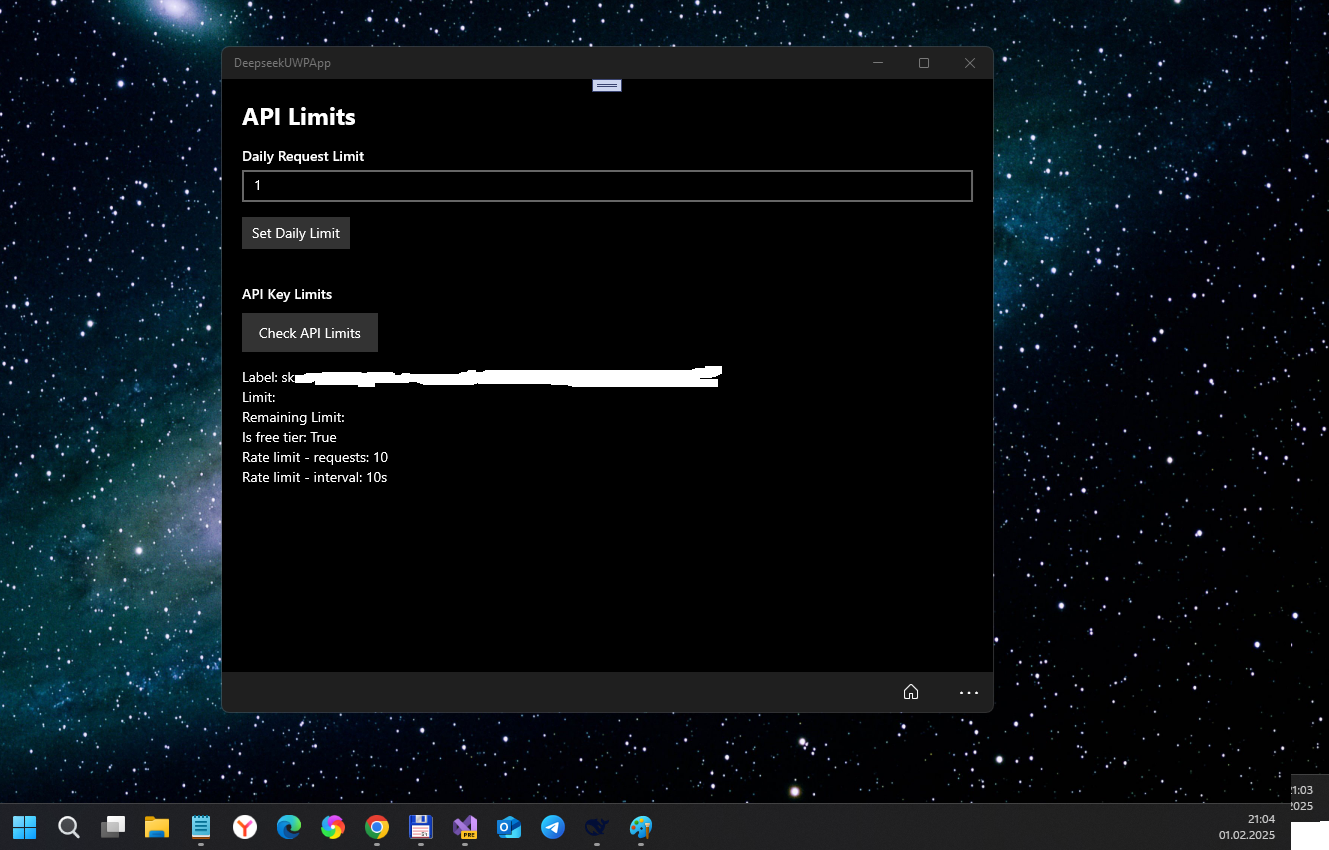 DeepseekUWPApp
API Limits
Daily Request Limit
1
Set Daily Limit
API Key Limits
Check API Limits
Label: sk
Limit:
Remaining Limit:
Is free tier: True
Rate limit - requests: 10
Rate limit - interval: 10s
21:03
2025
PRE
21:04
01.02.2025